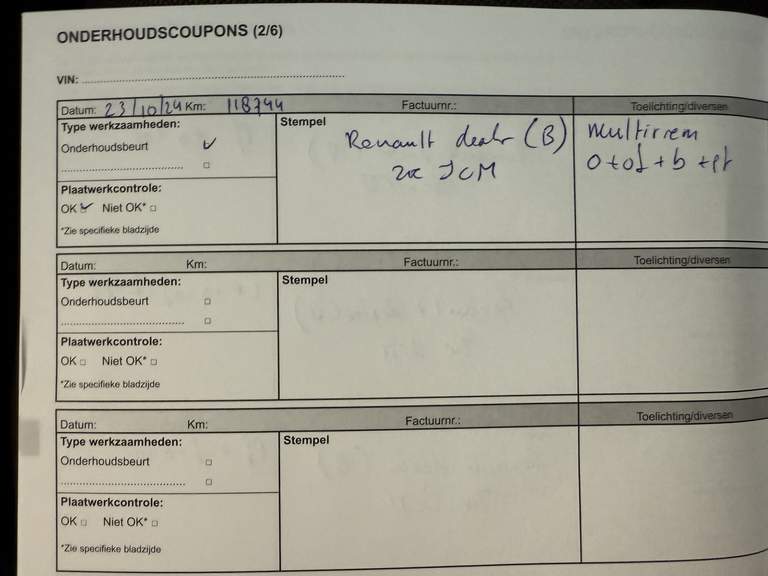 ONDERHOUDSCOUPONS (2/6)
VIN:
Datum: 23/10/24 Km: 118744 Factuurnr.: Toelichting/diversen
Type werkzaamheden:
Onderhoudsbeurt
Plaatwerkcontrole:
OK Niet OK*
*Zie specifieke bladzijde
Stempel
Renault dealer (B)
multirrem
Datum: Km: Factuurnr.: Toelichting/diversen
Type werkzaamheden:
Onderhoudsbeurt
Plaatwerkcontrole:
OK Niet OK*
*Zie specifieke bladzijde
Stempel
Datum: Km: Factuurnr.: Toelichting/diversen
Type werkzaamheden:
Onderhoudsbeurt
Plaatwerkcontrole:
OK Niet OK*
*Zie specifieke bladzijde
Stempel